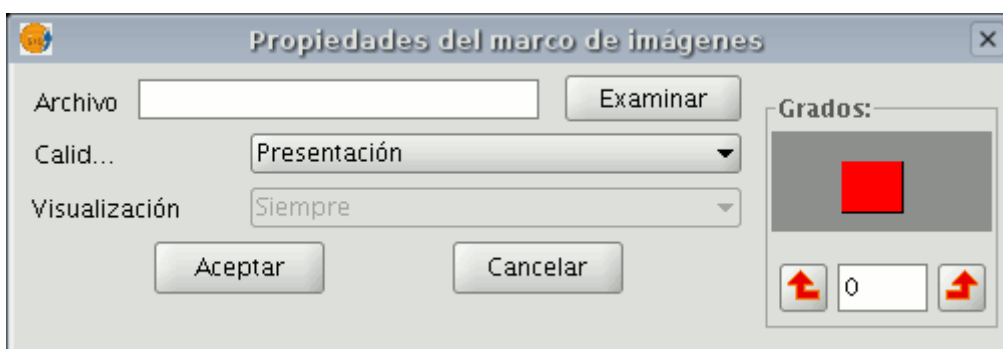 Propiedades del marco de imágenes
Archivo
Examinar
Grados:
Calid...
Presentación
Visualización
Siempre
Aceptar
Cancelar
0